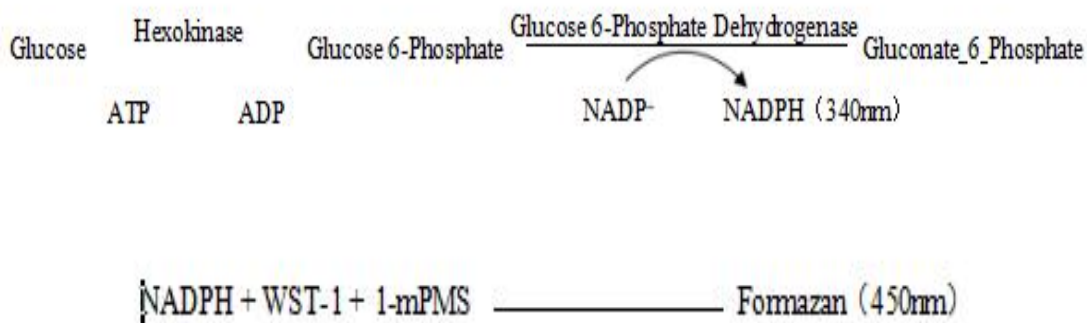 Glucose Hexokinase Glucose 6-Phosphate Glucose 6-Phosphate Dehydrogenase Gluconate_6_Phosphate
ATP ADP NADP- NADPH (340nm)
NADPH + WST-1 + 1-mPMS Formazan (450nm)